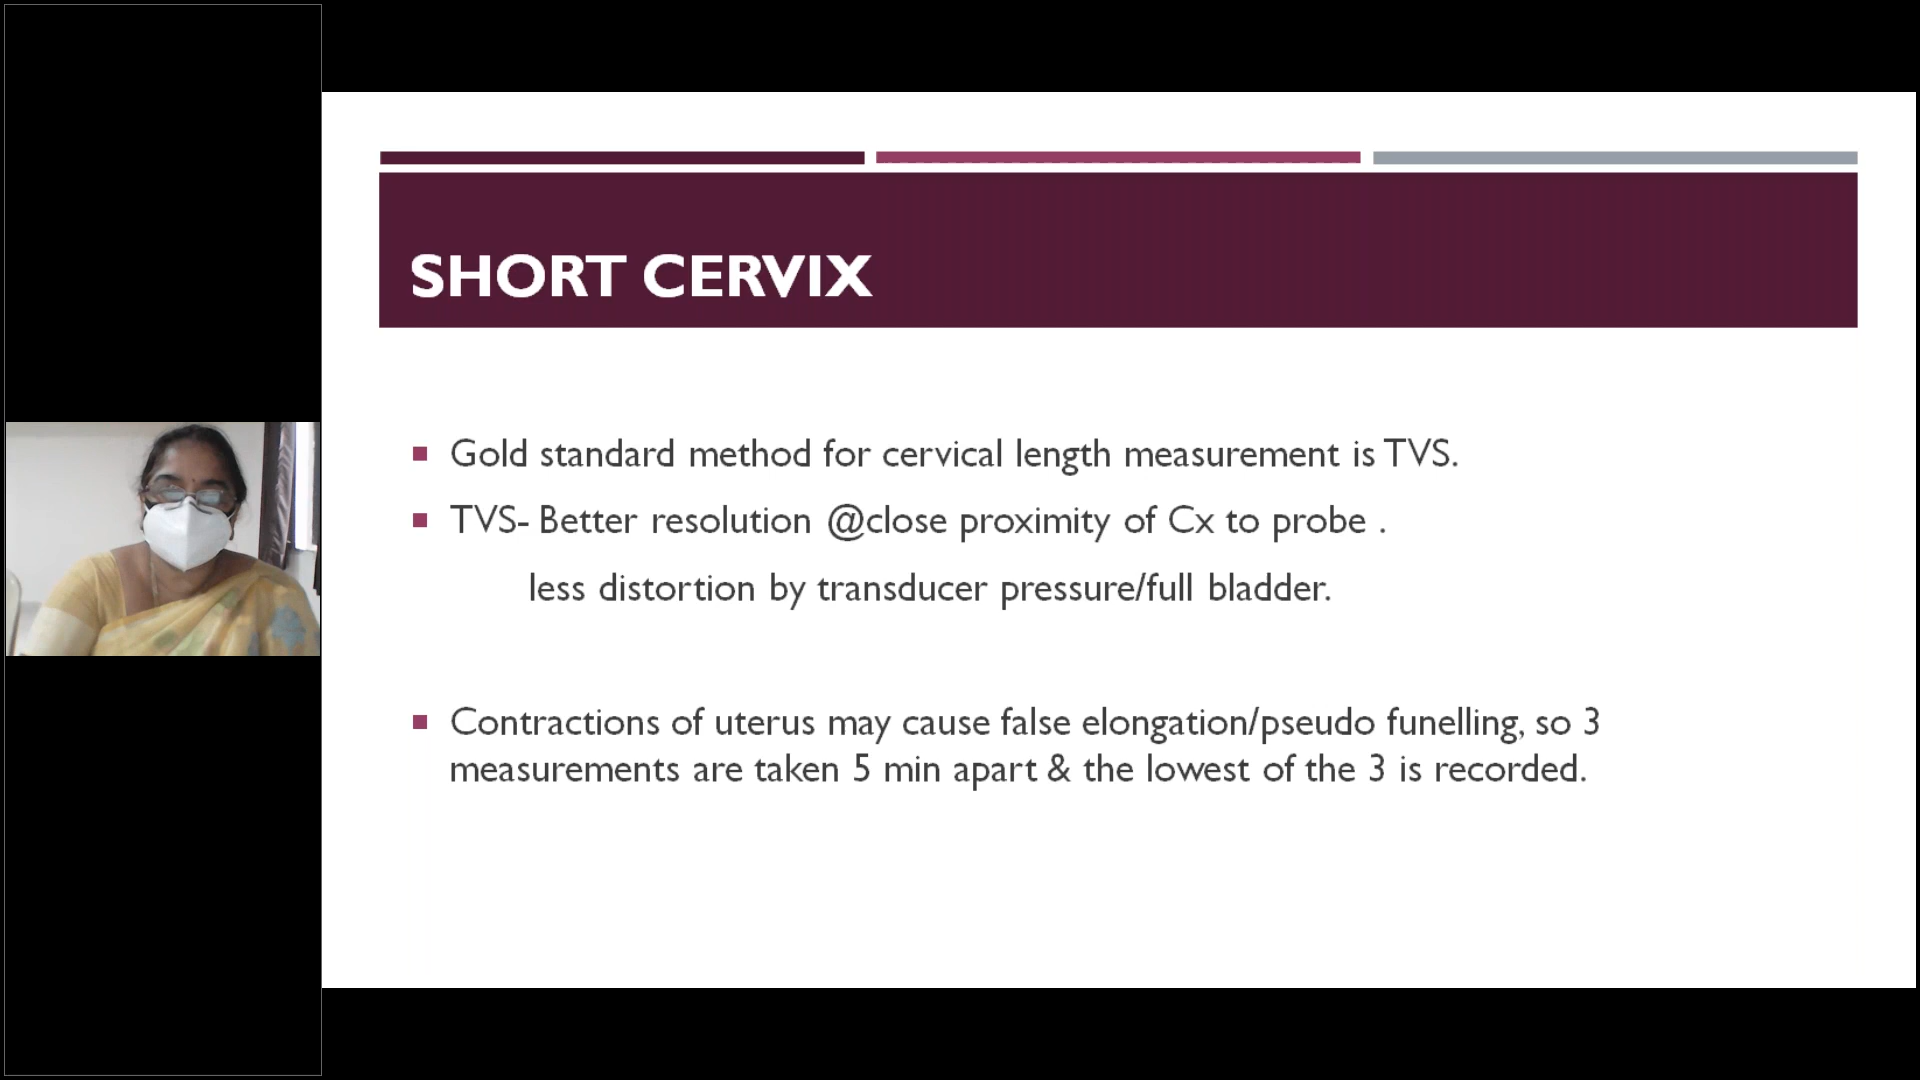 SHORT CERVIX
Gold standard method for cervical length measurement is TVS.
TVS- Better resolution @close proximity of Cx to probe .
less distortion by transducer pressure/full bladder.
Contractions of uterus may cause false elongation/pseudo funelling, so 3
measurements are taken 5 min apart & the lowest of the 3 is recorded.